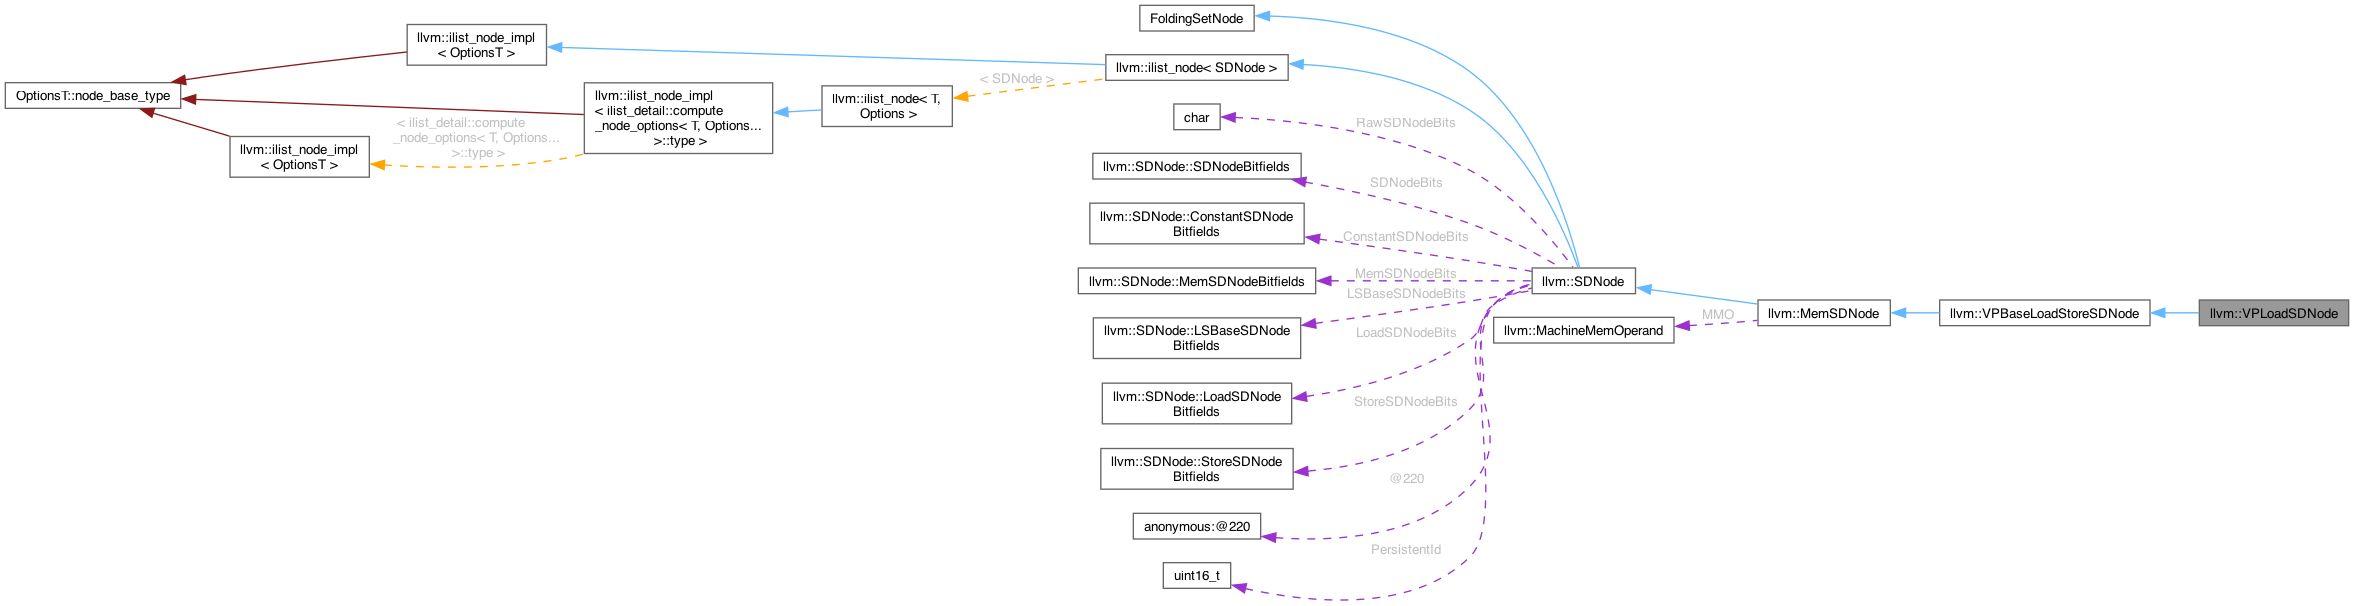 FoldingSetNode
llvm::ilist_node_impl
< OptionsT >
llvm::ilist_node< SDNode >
< SDNode >
OptionsT::node_base_type
llvm::ilist_node_impl
< ilist_detail::compute
_node_options< T, Options...
>::type >
llvm::ilist_node< T,
Options >
< ilist_detail::compute
_node_options< T, Options...
>::type >
llvm::ilist_node_impl
< OptionsT >
char
RawSDNodeBits
llvm::SDNode::SDNodeBitfields
SDNodeBits
llvm::SDNode::ConstantSDNode
Bitfields
ConstantSDNodeBits
llvm::SDNode::MemSDNodeBitfields
MemSDNodeBits
llvm::SDNode
LSBaseSDNodeBits
llvm::SDNode::LSBaseSDNode
Bitfields
LoadSDNodeBits
llvm::MachineMemOperand
MMO
llvm::MemSDNode
llvm::VPBaseLoadStoreSDNode
llvm::VPLoadSDNode
llvm::SDNode::LoadSDNode
Bitfields
StoreSDNodeBits
llvm::SDNode::StoreSDNode
Bitfields
@220
anonymous:@220
PersistentId
uint16_t